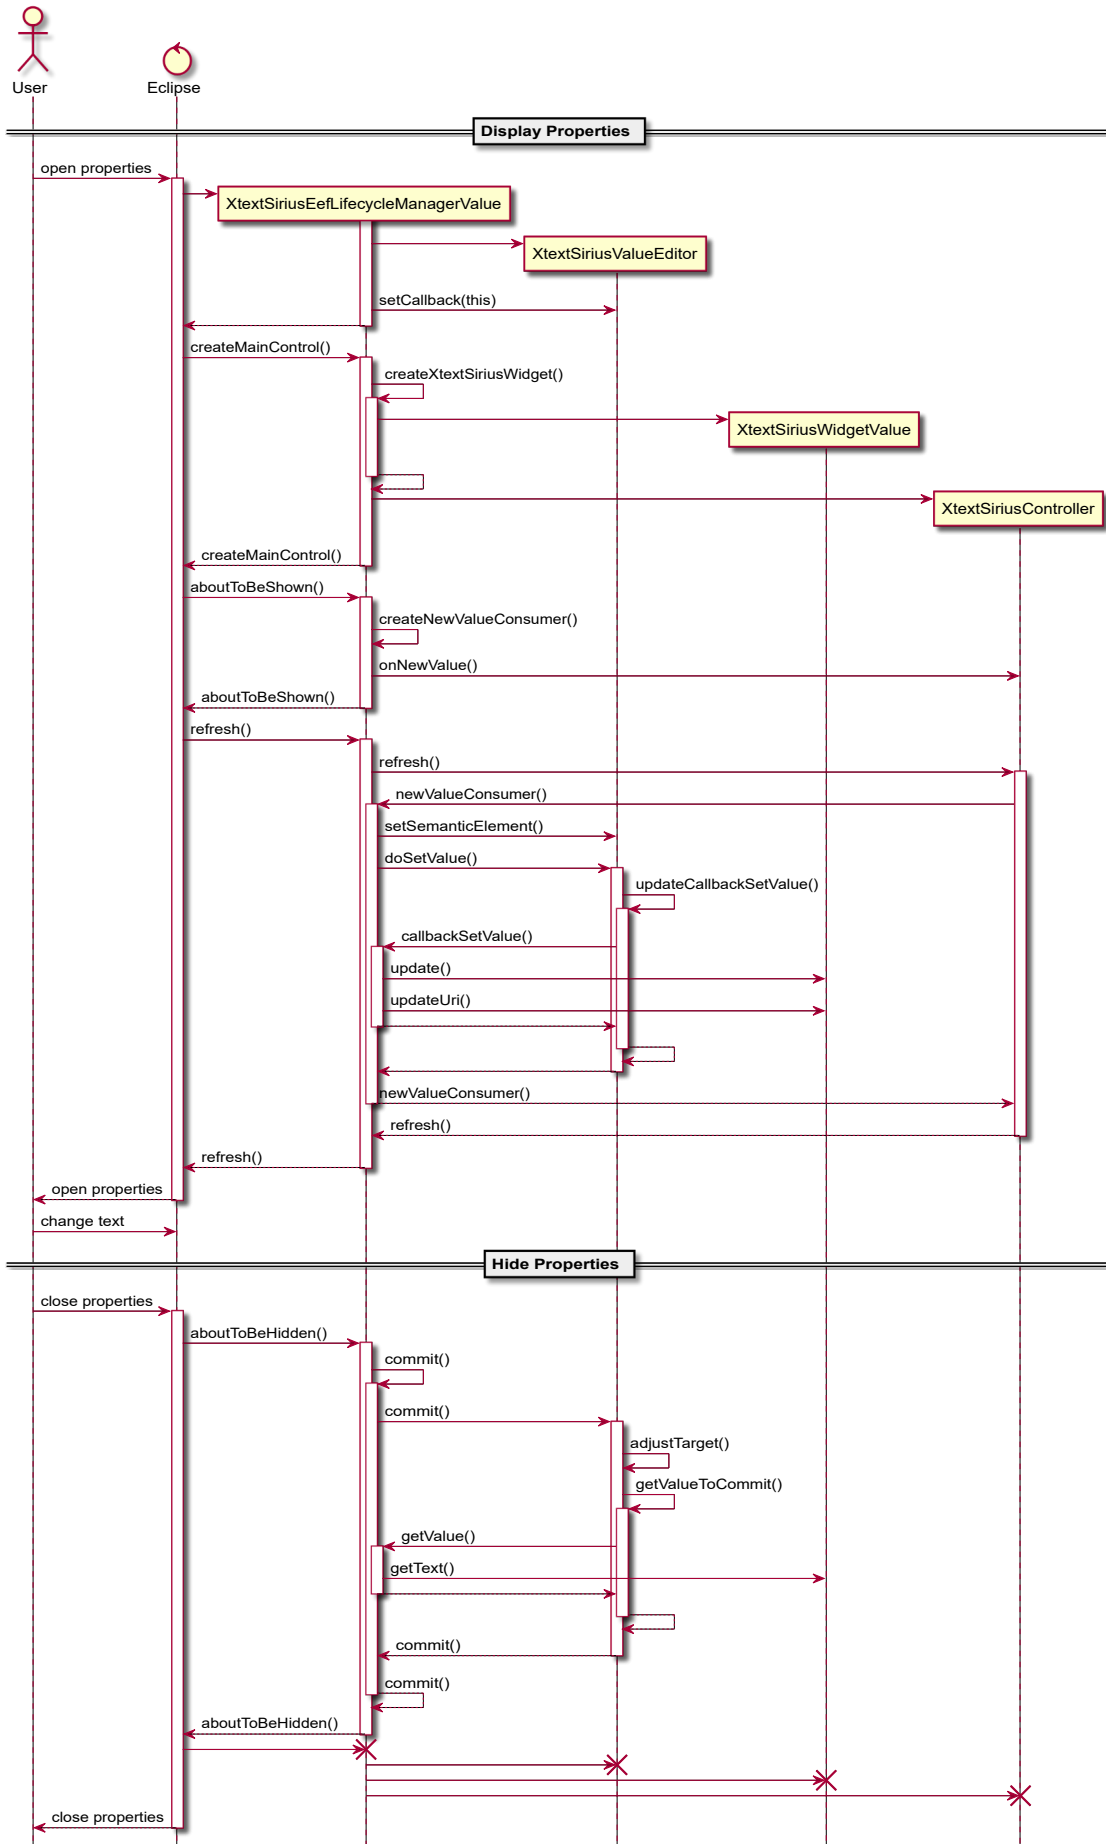 User
Eclipse
Display Properties
open properties
XtextSiriusEefLifecycleManagerValue
XtextSiriusValueEditor
setCallback(this)
createMainControl()
createXtextSiriusWidget()
XtextSiriusWidgetValue
XtextSiriusController
createMainControl()
aboutToBeShown()
createNewValueConsumer()
onNewValue()
aboutToBeShown()
refresh()
refresh()
newValueConsumer()
setSemanticElement()
doSetValue()
updateCallbackSetValue()
callbackSetValue()
update()
updateUri()
newValueConsumer()
refresh()
refresh()
open properties
change text
Hide Properties
close properties
aboutToBeHidden()
commit()
commit()
adjustTarget()
getValueToCommit()
getValue()
getText()
commit()
commit()
aboutToBeHidden()
close properties